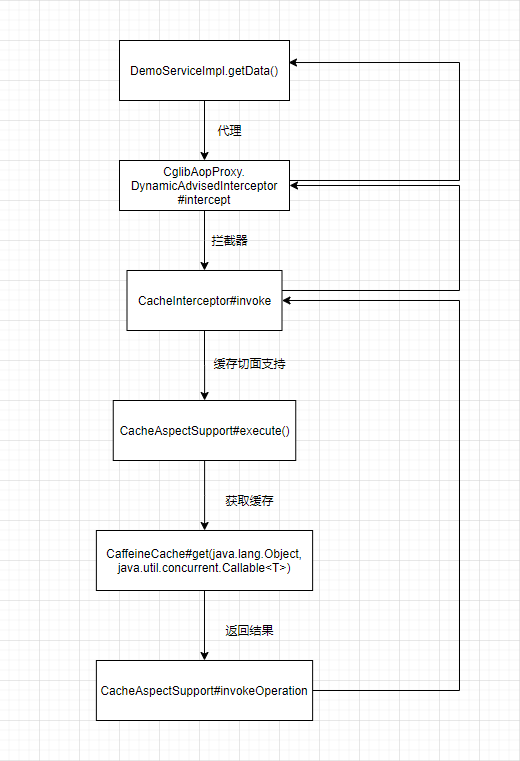 DemoServiceImpl.getData()
代理
CglibAopProxy.
DynamicAdvisedInterceptor
#intercept
拦截器
CacheInterceptor#invoke
缓存切面支持
CacheAspectSupport#execute()
获取缓存
CaffeineCache#get(java.lang.Object,
java.util.concurrent.Callable<T>)
返回结果
CacheAspectSupport#invokeOperation